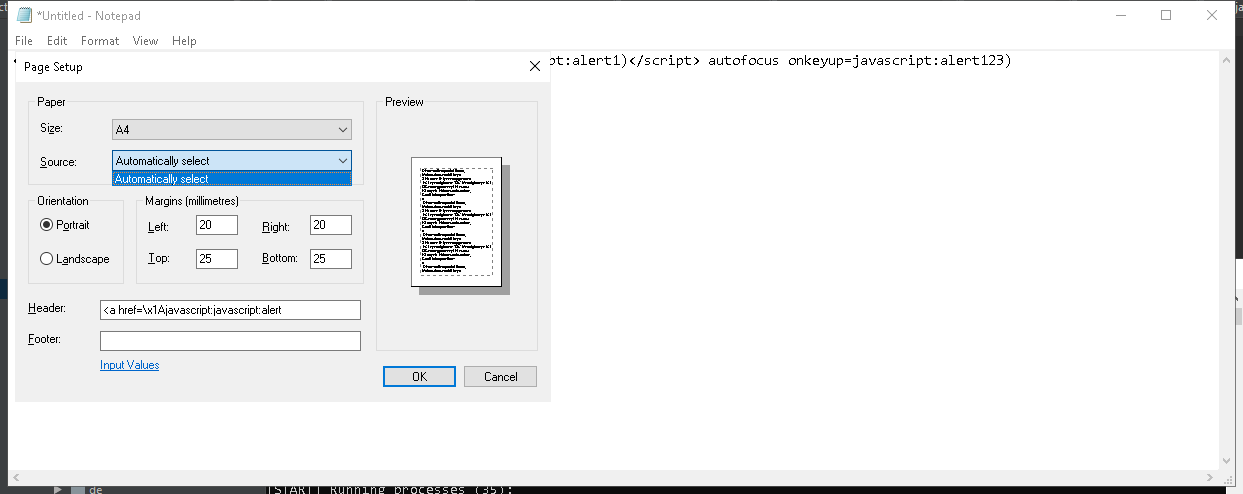 *Untitled - Notepad
File Edit Format View Help
pt:alert1)</script> autofocus onkeyup=javascript:alert123)
Page Setup
Paper
Size:
A4
Source:
Automatically select
Automatically select
Orientation
Portrait
Landscape
Margins (millimetres)
Left: 20 Right: 20
Top: 25 Bottom: 25
Header: <a href=\x1Ajavascript:javascript:alert
Footer:
Input Values
Preview
OK Cancel
de
[START] Running processes (35):